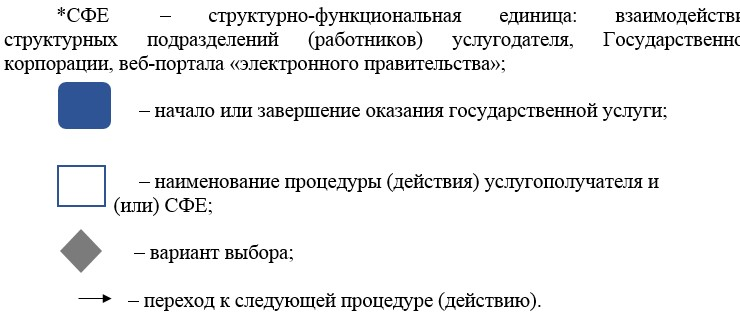 *СФЕ – структурно-функциональная единица: взаимодействи
структурных подразделений (работников) услугодателя, Государственно
корпорации, веб-портала «электронного правительства»;
– начало или завершение оказания государственной услуги;
– наименование процедуры (действия) услугополучателя и
(или) СФЕ;
– вариант выбора;
– переход к следующей процедуре (действию).